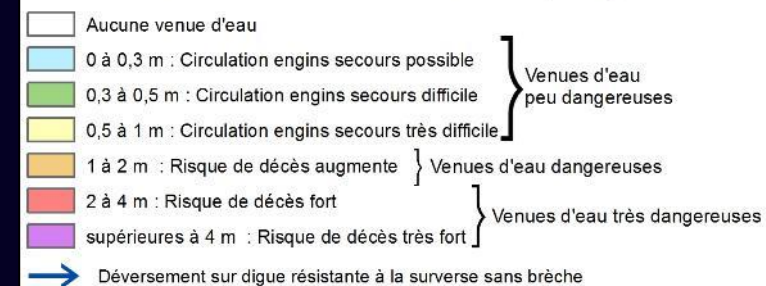 Aucune venue d'eau
0 à 0,3 m : Circulation engins secours possible
0,3 à 0,5 m : Circulation engins secours difficile
0,5 à 1 m : Circulation engins secours très difficile
Venues d'eau
peu dangereuses
1 à 2 m : Risque de décès augmente
Venues d'eau dangereuses
2 à 4 m : Risque de décès fort
supérieures à 4 m : Risque de décès très fort
Venues d'eau très dangereuses
Déversement sur digue résistante à la surverse sans brèche